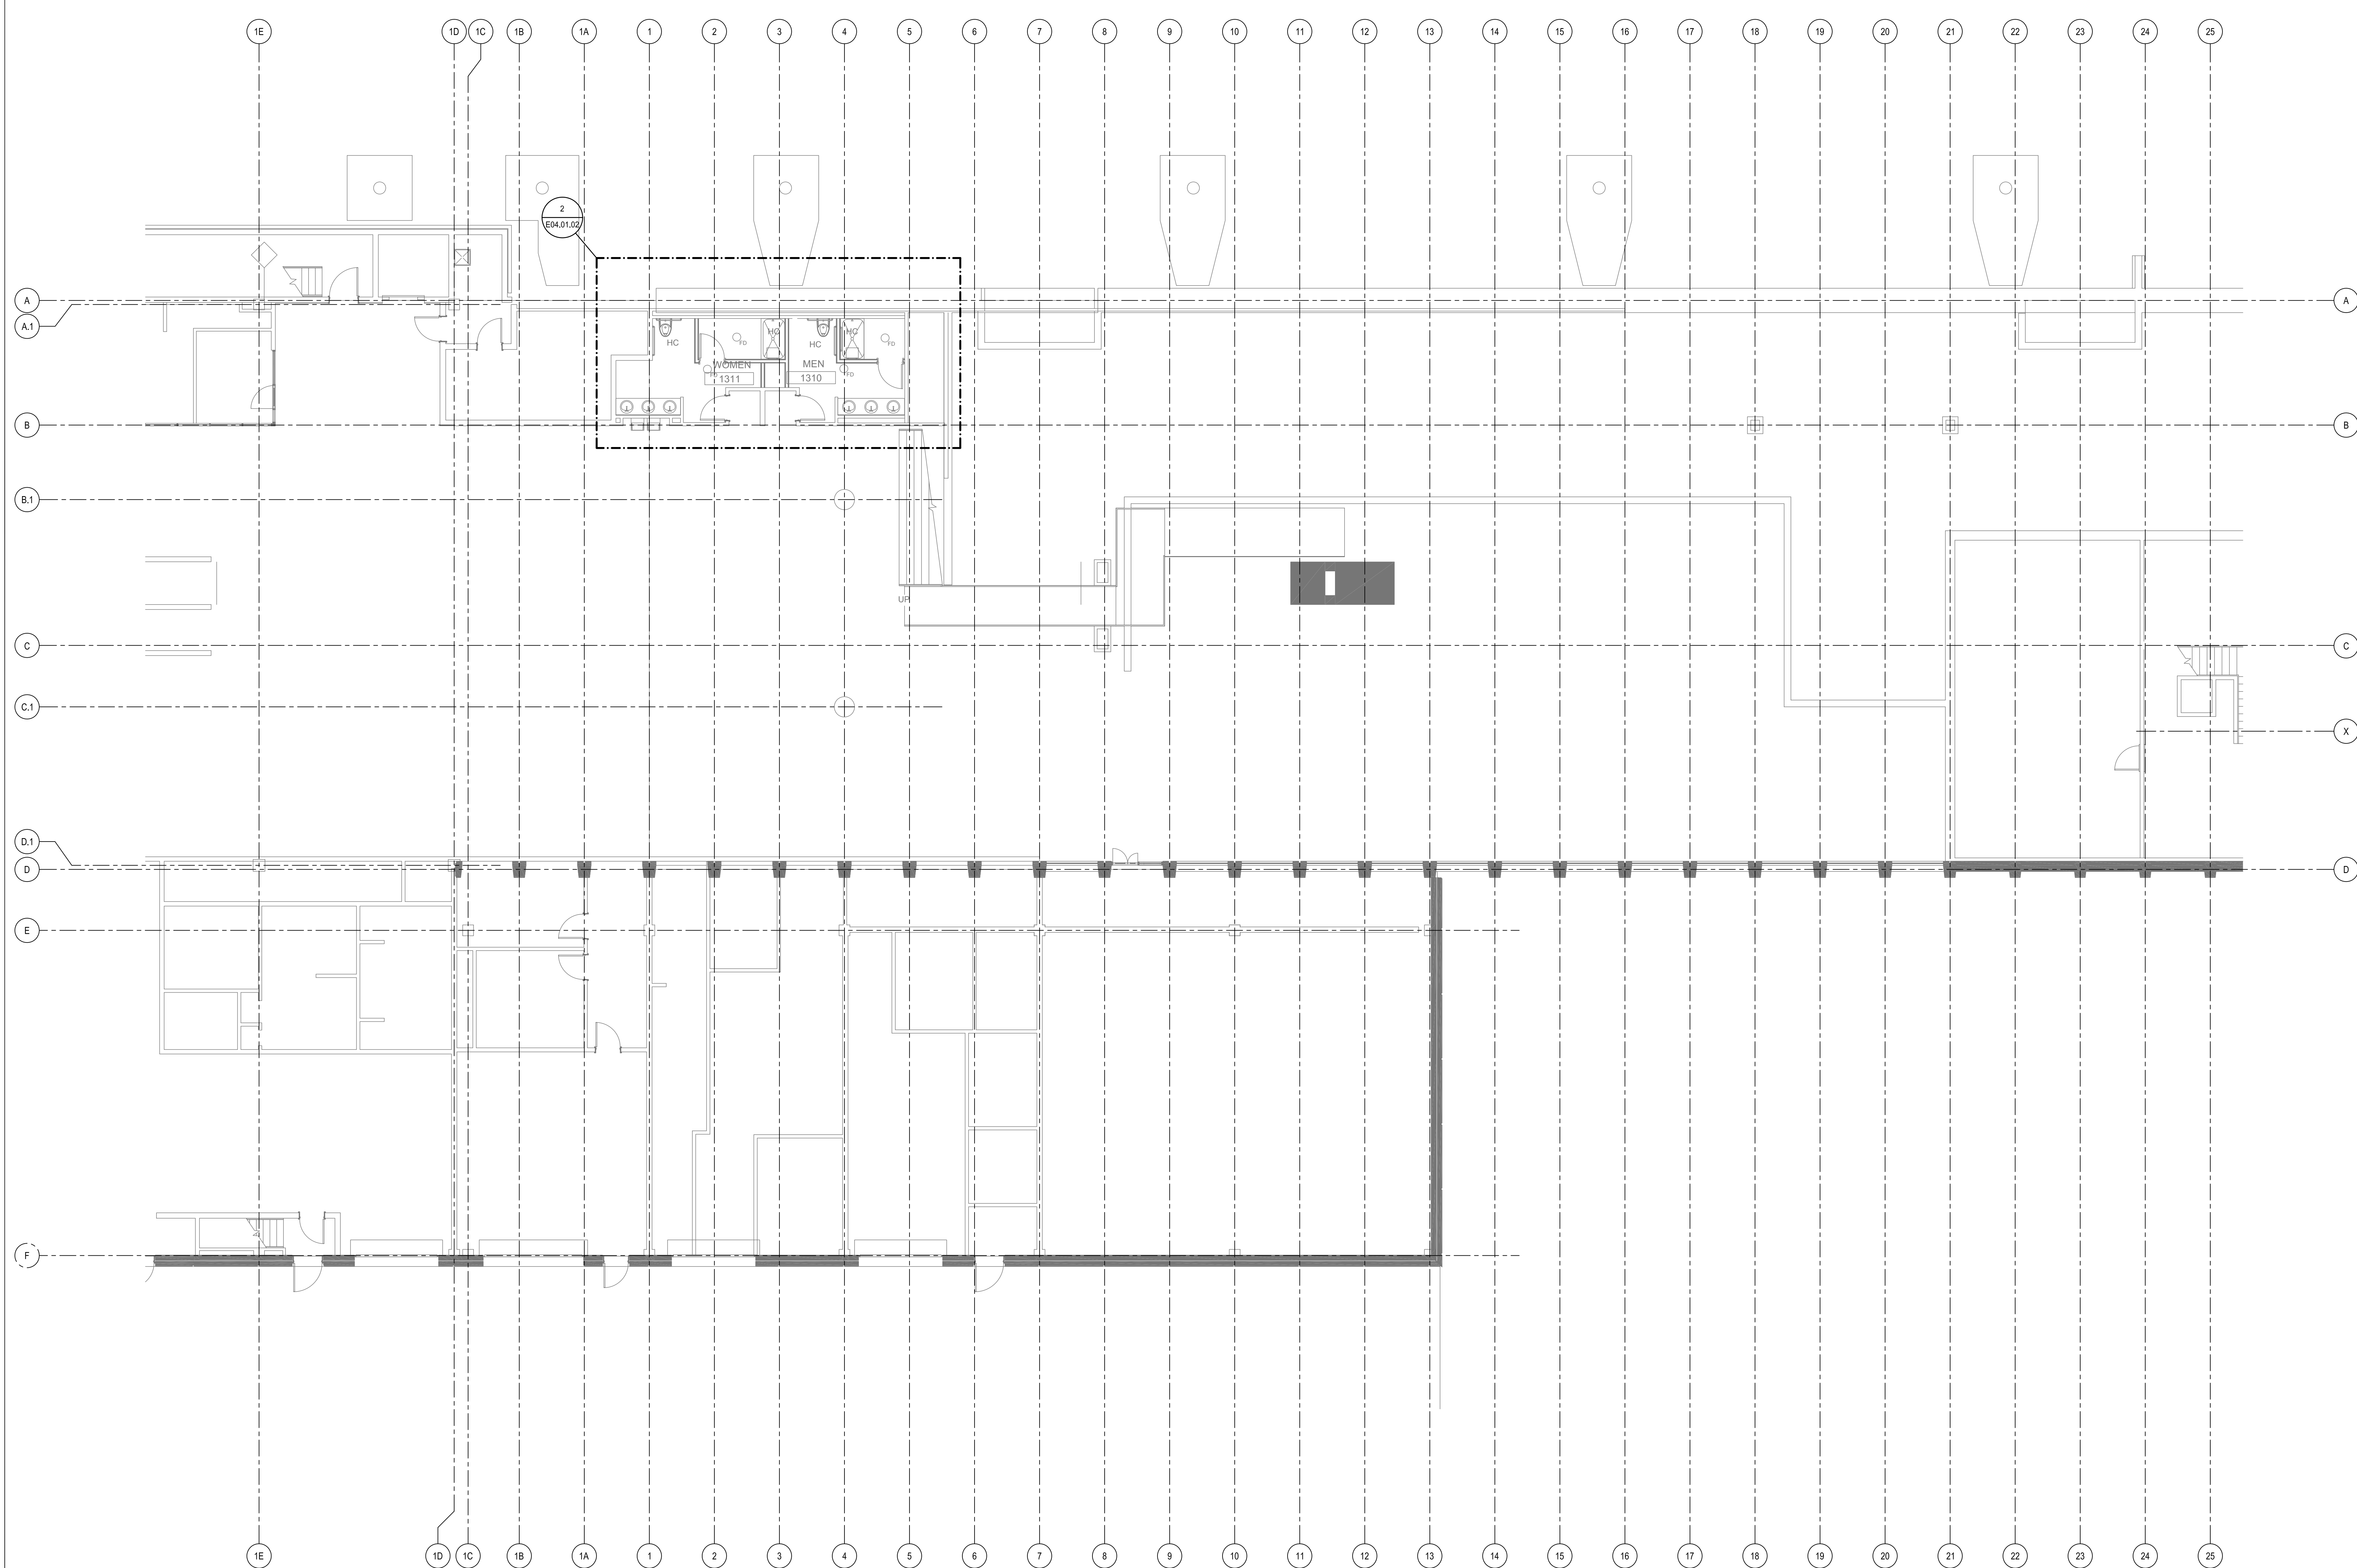 1E 1D 1C 1B 1A 1 2 3 4 5 6 7 8 9 10 11 12 13 14 15 16 17 18 19 20 21 22 23 24 25
2
E04.01.02
A A
A.1
HC HC
HC FD HC FD
WOMEN MEN
FD FD
1311 1310
B B
B.1
UP
C C
C.1
X
D.1
D D
E
F
1E 1D 1C 1B 1A 1 2 3 4 5 6 7 8 9 10 11 12 13 14 15 16 17 18 19 20 21 22 23 24 25